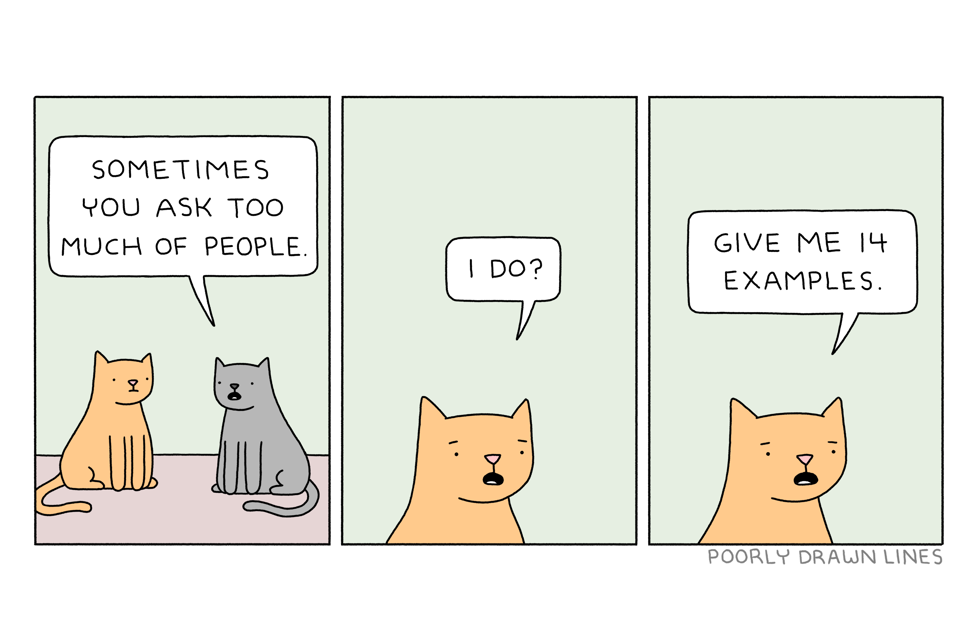 SOMETIMES
YOU ASK TOO
MUCH OF PEOPLE.
I DO?
GIVE ME 14
EXAMPLES.
POORLY DRAWN LINES